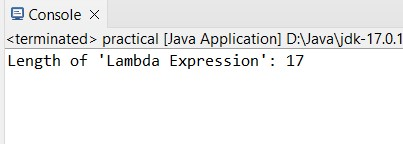 Console
<terminated> practical [Java Application] D:\Java\jdk-17.0.1
Length of 'Lambda Expression': 17